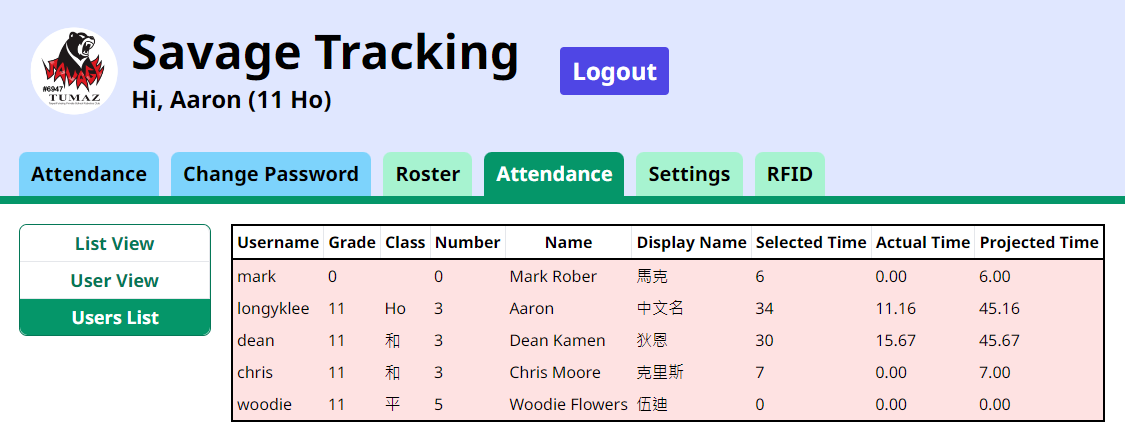 SAVAGE
#6947
TUMAZ
Savage Tracking
Hi, Aaron (11 Ho)
Logout
Attendance Change Password Roster Attendance Settings RFID
List View
User View
Users List
Username Grade Class Number Name Display Name Selected Time Actual Time Projected Time
mark 0 0 Mark Rober 馬克 6 0.00 6.00
longyklee 11 Ho 3 Aaron 中文名 34 11.16 45.16
dean 11 和 3 Dean Kamen 狄恩 30 15.67 45.67
chris 11 和 3 Chris Moore 克里斯 7 0.00 7.00
woodie 11 平 5 Woodie Flowers 伍迪 0 0.00 0.00